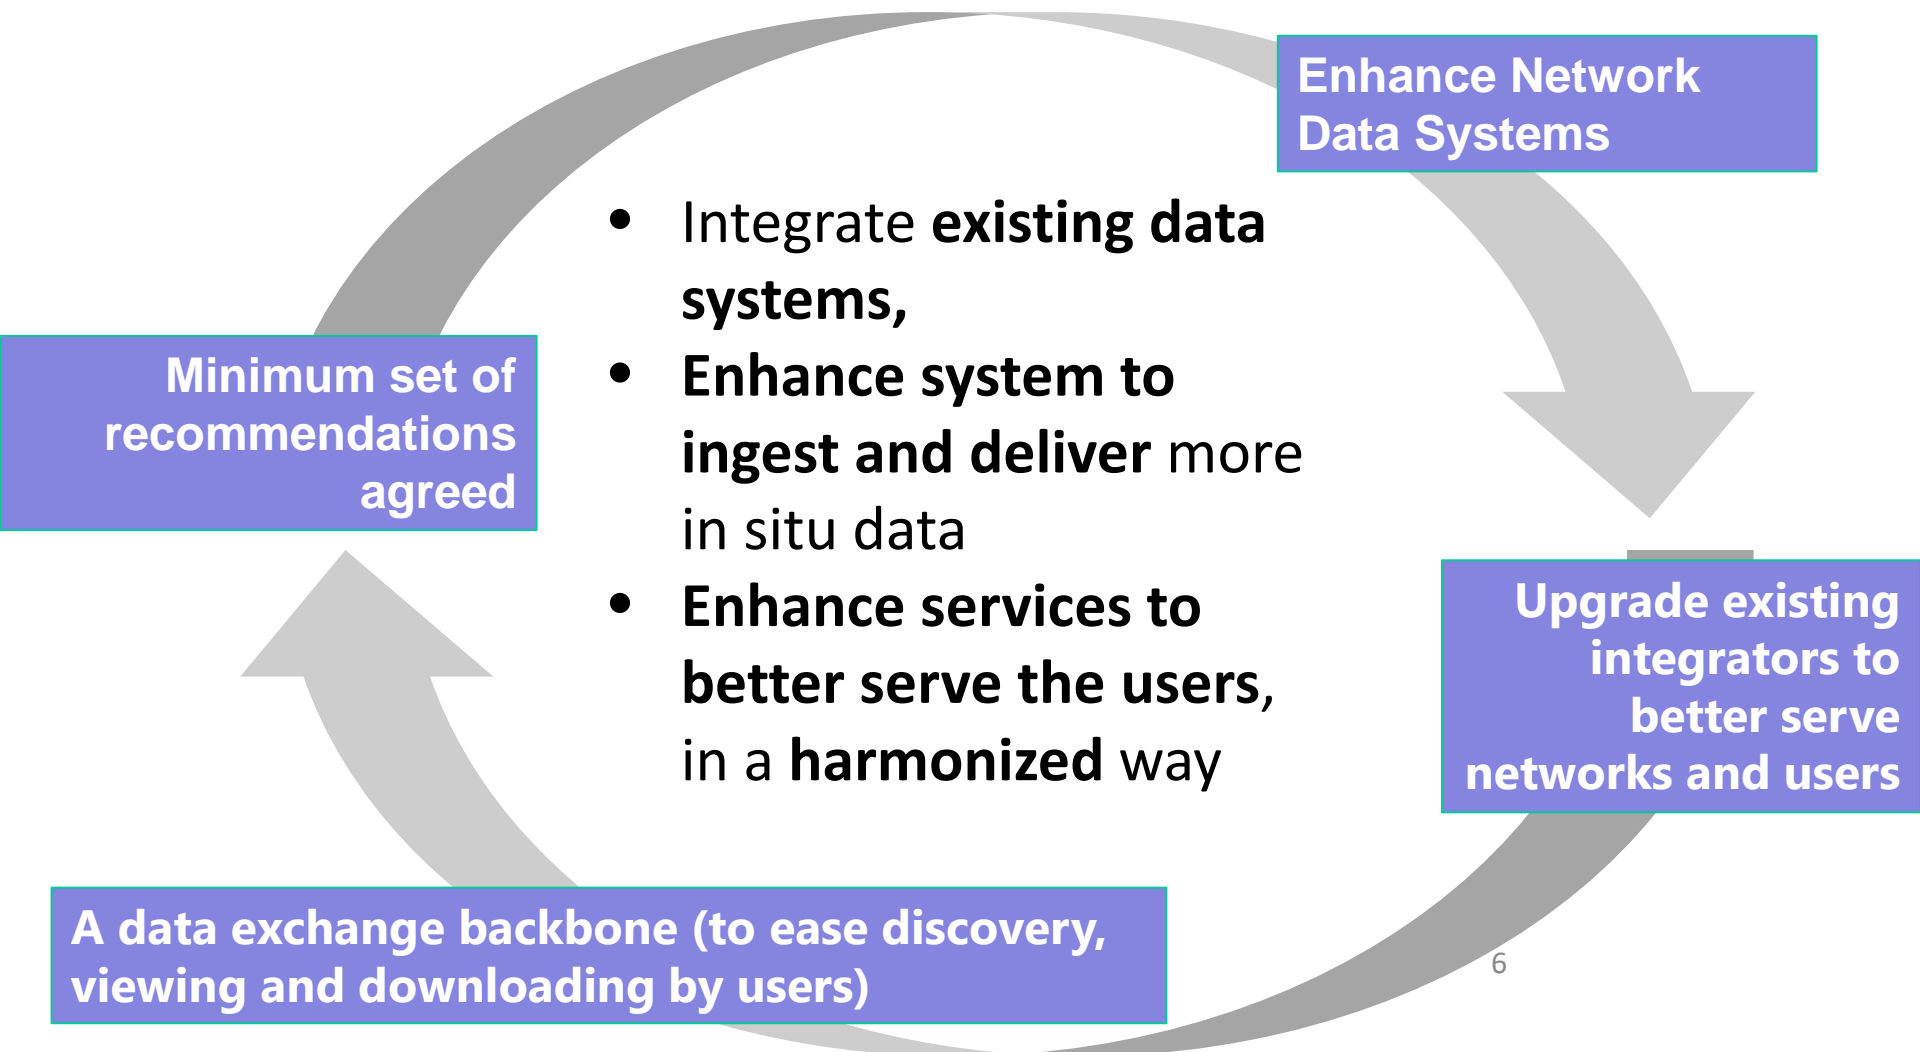 Enhance Network
Data Systems
• Integrate existing data
systems,
• Enhance system to
ingest and deliver more
in situ data
• Enhance services to
better serve the users,
in a harmonized way
Minimum set of
recommendations
agreed
Upgrade existing
integrators to
better serve
networks and users
A data exchange backbone (to ease discovery,
viewing and downloading by users)
6